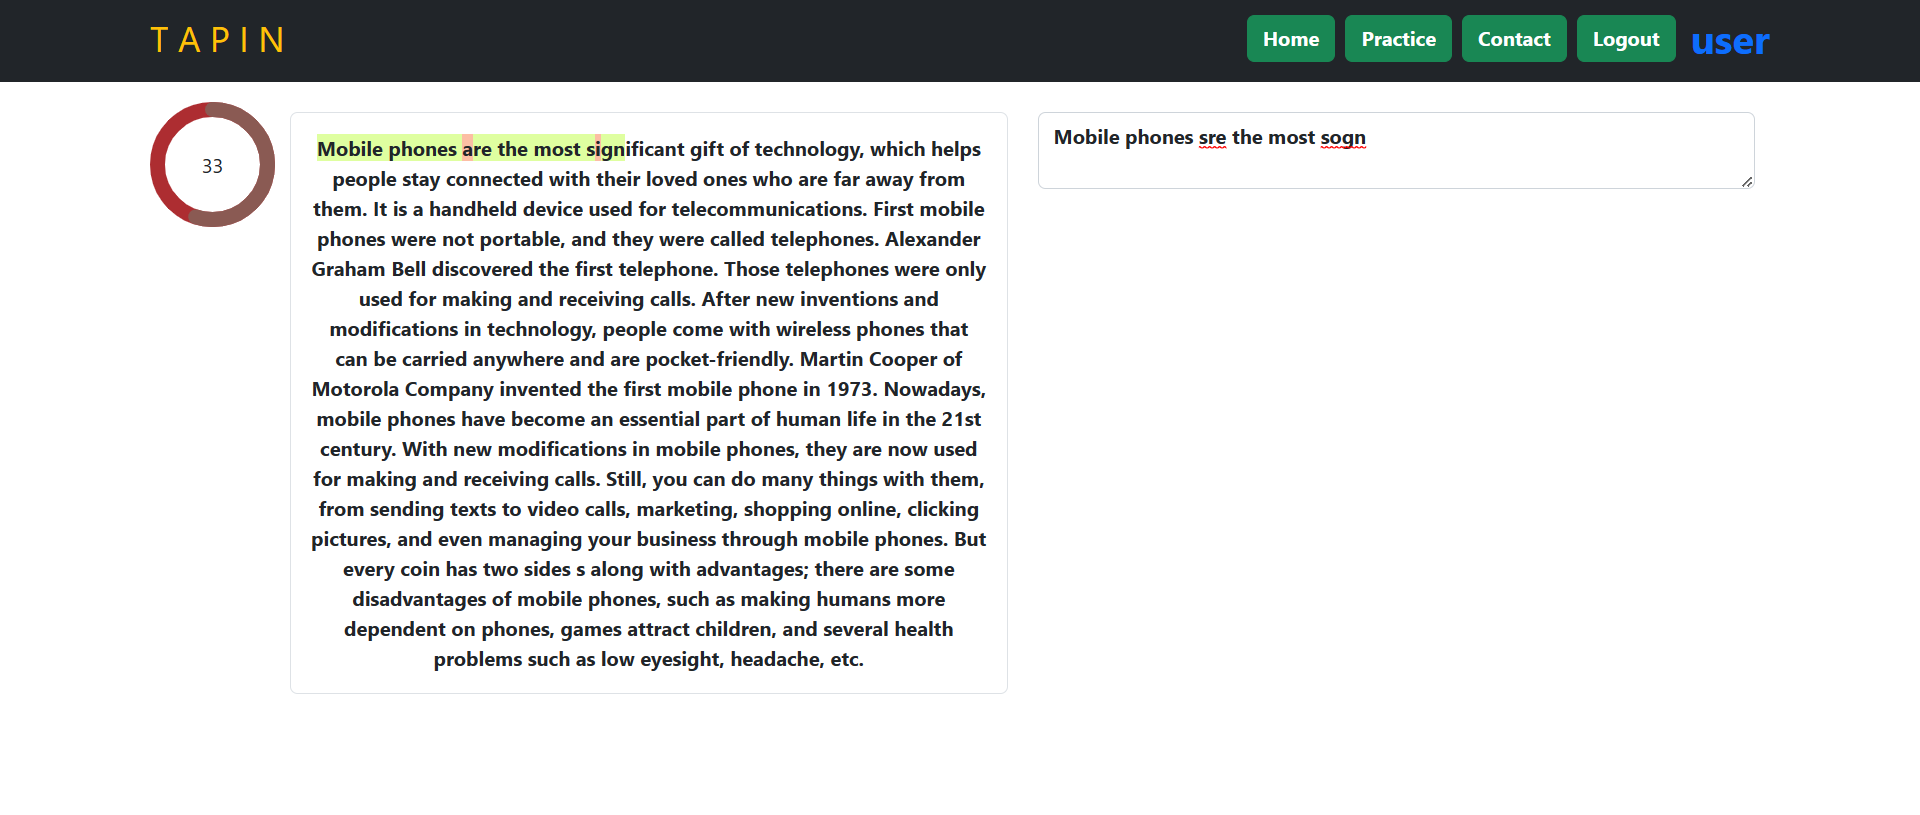 TAPIN
Home Practice Contact Logout user
33
Mobile phones are the most significant gift of technology, which helps
people stay connected with their loved ones who are far away from
them. It is a handheld device used for telecommunications. First mobile
phones were not portable, and they were called telephones. Alexander
Graham Bell discovered the first telephone. Those telephones were only
used for making and receiving calls. After new inventions and
modifications in technology, people come with wireless phones that
can be carried anywhere and are pocket-friendly. Martin Cooper of
Motorola Company invented the first mobile phone in 1973. Nowadays,
mobile phones have become an essential part of human life in the 21st
century. With new modifications in mobile phones, they are now used
for making and receiving calls. Still, you can do many things with them,
from sending texts to video calls, marketing, shopping online, clicking
pictures, and even managing your business through mobile phones. But
every coin has two sides s along with advantages; there are some
disadvantages of mobile phones, such as making humans more
dependent on phones, games attract children, and several health
problems such as low eyesight, headache, etc.
Mobile phones sre the most sogn